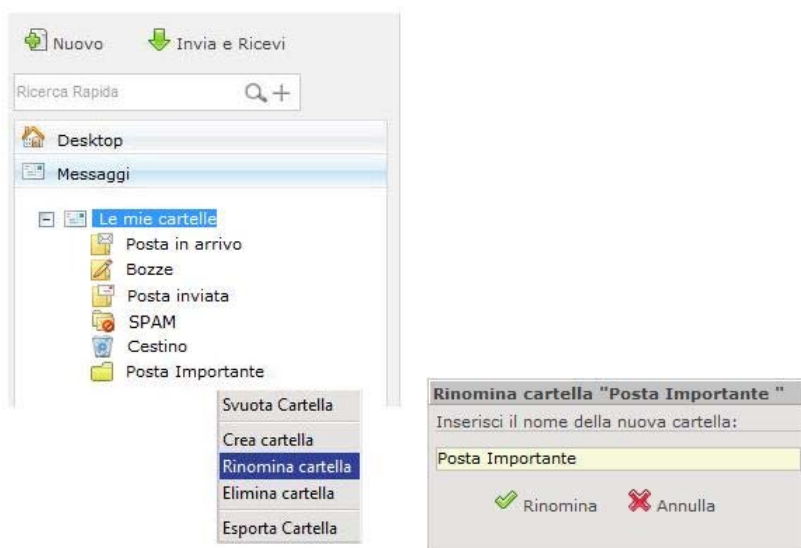 Nuovo Invia e Ricevi
Ricerca Rapida
Desktop
Messaggi
Le mie cartelle
Posta in arrivo
Bozze
Posta inviata
SPAM
Cestino
Posta Importante
Svuota Cartella
Crea cartella
Rinomina cartella
Elimina cartella
Esporta Cartella
Rinomina cartella "Posta Importante "
Inserisci il nome della nuova cartella:
Posta Importante
Rinomina Annulla